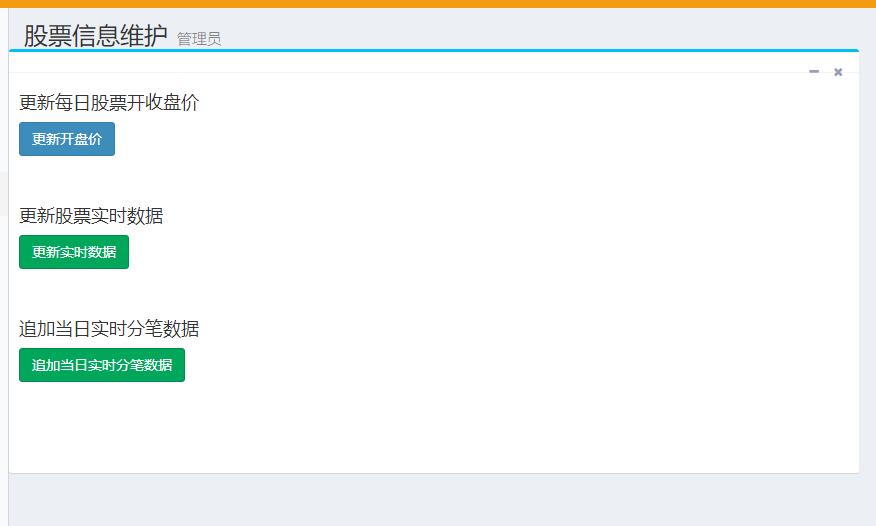 股票信息维护 管理员
更新每日股票开收盘价
更新开盘价
更新股票实时数据
更新实时数据
追加当日实时分笔数据
追加当日实时分笔数据